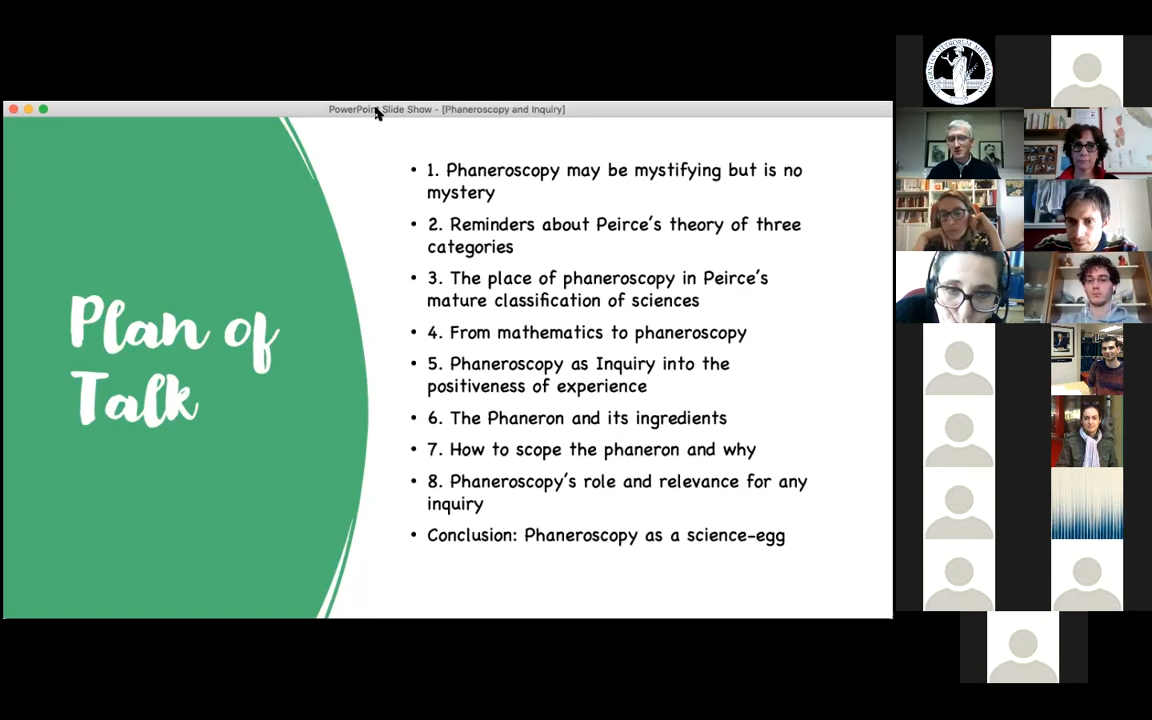 PowerPoint Slide Show - [Phaneroscopy and Inquiry]
Plan of
Talk
• 1. Phaneroscopy may be mystifying but is no
mystery
• 2. Reminders about Peirce's theory of three
categories
• 3. The place of phaneroscopy in Peirce's
mature classification of sciences
• 4. From mathematics to phaneroscopy
• 5. Phaneroscopy as Inquiry into the
positiveness of experience
• 6. The Phaneron and its ingredients
• 7. How to scope the phaneron and why
• 8. Phaneroscopy's role and relevance for any
inquiry
• Conclusion: Phaneroscopy as a science-egg